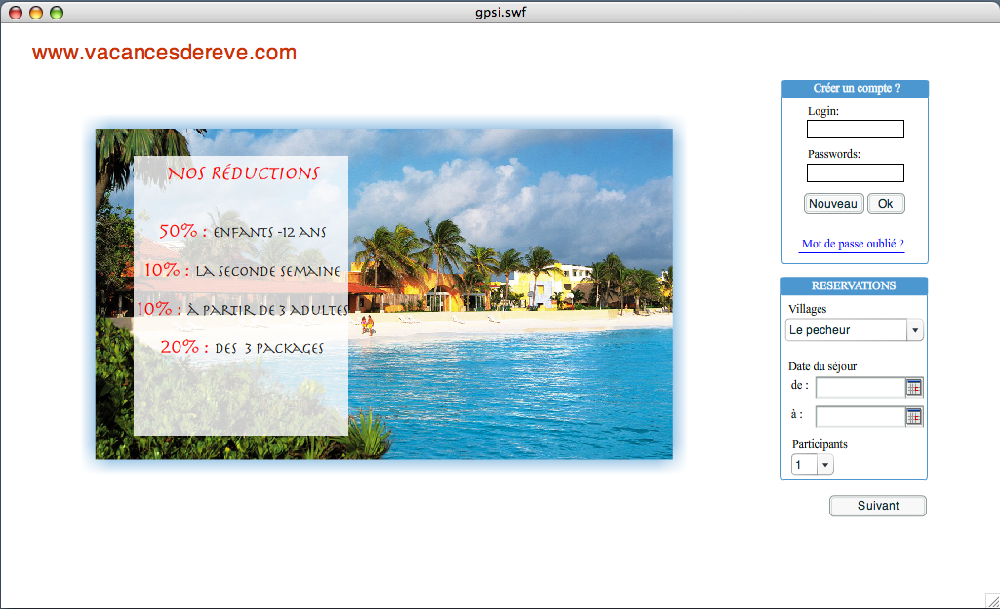 gpsi.swf
www.vacancesdereve.com
Nos réductions
50% : enfants -12 ans
10% : la seconde semaine
10% : à partir de 3 adultes
20% : des 3 packages
Créer un compte ?
Login:
Passwords:
Nouveau Ok
Mot de passe oublié ?
RESERVATIONS
Villages
Le pecheur
Date du séjour
de :
à :
Participants
1
Suivant